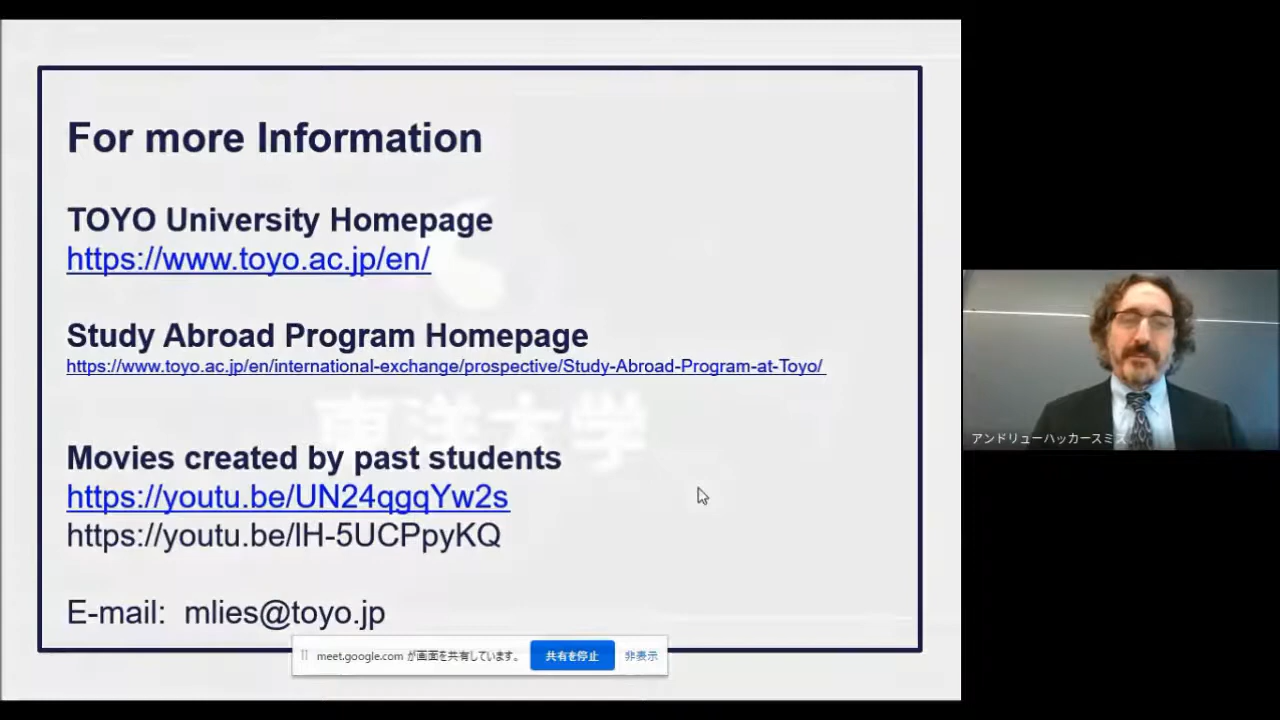 For more Information
TOYO University Homepage
https://www.toyo.ac.jp/en/
Study Abroad Program Homepage
https://www.toyo.ac.jp/en/international-exchange/prospective/Study-Abroad-Program-at-Toyo/
東洋大学
Movies created by past students
https://youtu.be/UN24qgqYw2s
https://youtu.be/lH-5UCPpyKQ
E-mail: mlies@toyo.jp
meet.google.com が画面を共有しています。 共有を停止 非表示
アンドリューハッカースミス